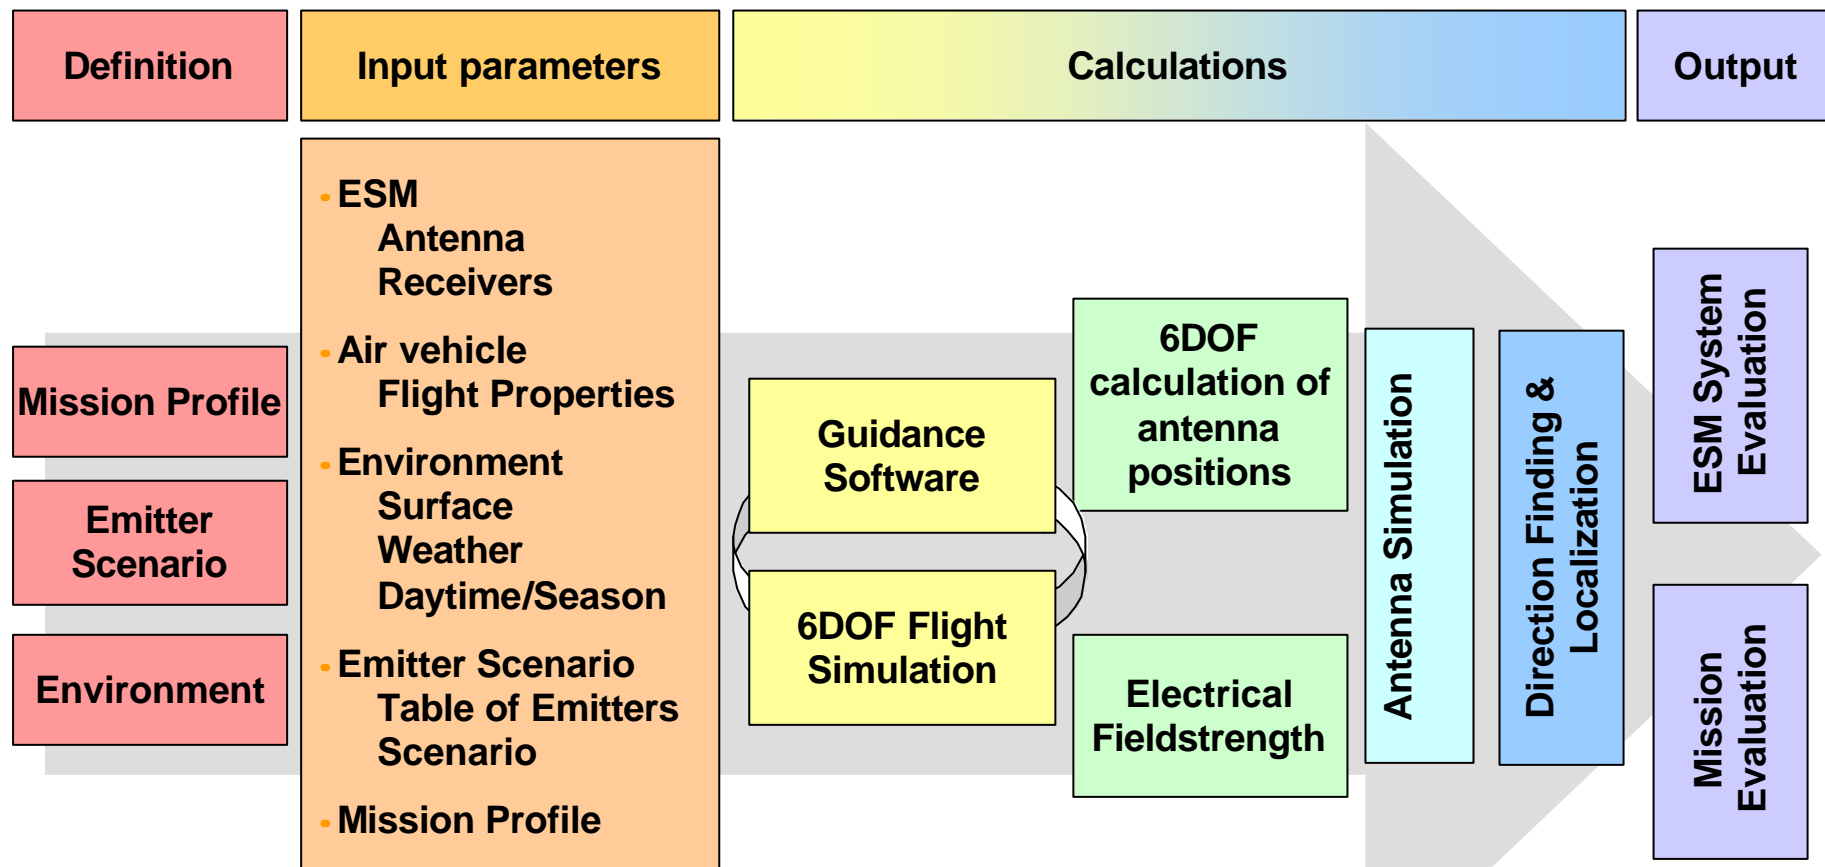 Definition
Input parameters
Calculations
Output
Mission Profile
Emitter
Scenario
Environment
• ESM
Antenna
Receivers
• Air vehicle
Flight Properties
• Environment
Surface
Weather
Daytime/Season
• Emitter Scenario
Table of Emitters
Scenario
• Mission Profile
Guidance
Software
6DOF Flight
Simulation
6DOF
calculation of
antenna
positions
Electrical
Fieldstrength
Antenna Simulation
Direction Finding &
Localization
ESM System
Evaluation
Mission
Evaluation